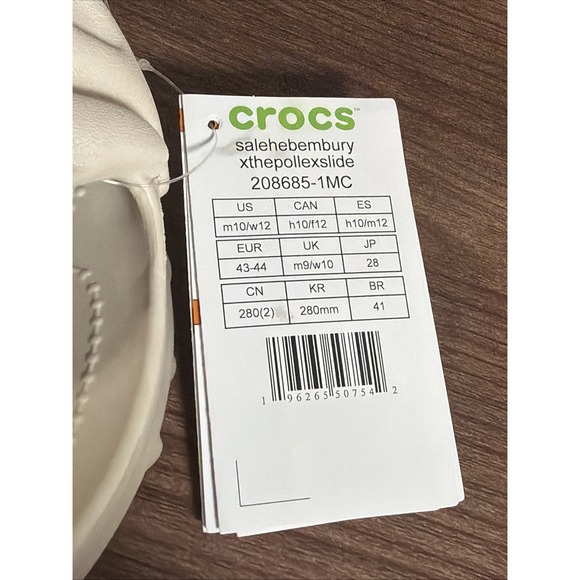 crocs™
salehebembury
xthepollexslide
208685-1MC
US CAN ES
m10/w12 h10/f12 h10/m12
EUR UK JP
43-44 m9/w10 28
CN KR BR
280(2) 280mm 41
1 96265 50754 2